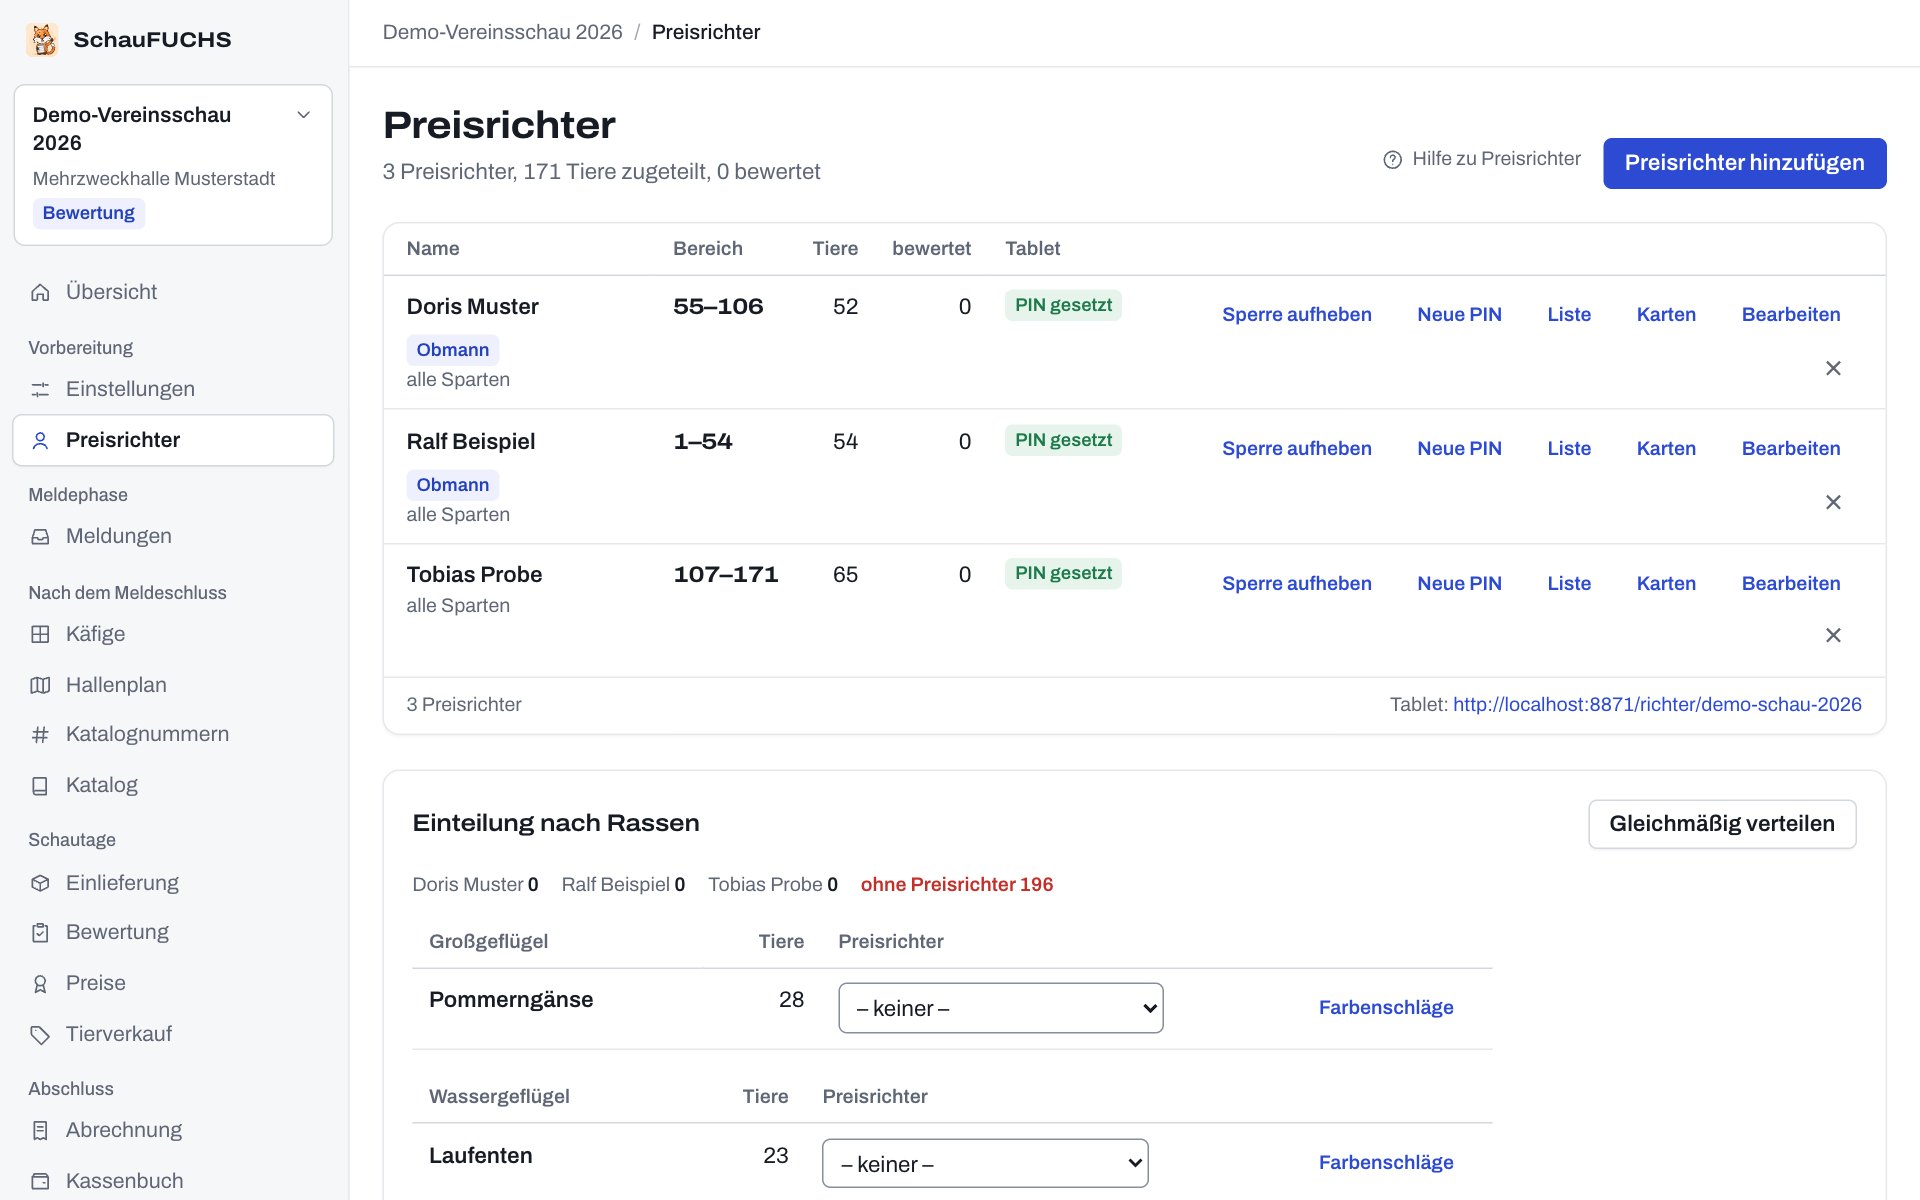 SchauFUCHS
Demo-Vereinsschau 2026
Mehrzweckhalle Musterstadt
Bewertung
Übersicht
Vorbereitung
Einstellungen
Preisrichter
Meldephase
Meldungen
Nach dem Meldeschluss
Käfige
Hallenplan
Katalognummern
Katalog
Schautage
Einlieferung
Bewertung
Preise
Tierverkauf
Abschluss
Abrechnung
Kassenbuch
Demo-Vereinsschau 2026 / Preisrichter
Preisrichter
3 Preisrichter, 171 Tiere zugeteilt, 0 bewertet
Hilfe zu Preisrichter
Preisrichter hinzufügen
Name Bereich Tiere bewertet Tablet
Doris Muster 55–106 52 0 PIN gesetzt Sperre aufheben Neue PIN Liste Karten Bearbeiten
Obmann
alle Sparten
Ralf Beispiel 1–54 54 0 PIN gesetzt Sperre aufheben Neue PIN Liste Karten Bearbeiten
Obmann
alle Sparten
Tobias Probe 107–171 65 0 PIN gesetzt Sperre aufheben Neue PIN Liste Karten Bearbeiten
alle Sparten
3 Preisrichter Tablet: http://localhost:8871/richter/demo-schau-2026
Einteilung nach Rassen
Gleichmäßig verteilen
Doris Muster 0 Ralf Beispiel 0 Tobias Probe 0 ohne Preisrichter 196
Großgeflügel Tiere Preisrichter
Pommerngänse 28 – keiner – Farbenschläge
Wassergeflügel Tiere Preisrichter
Laufenten 23 – keiner – Farbenschläge